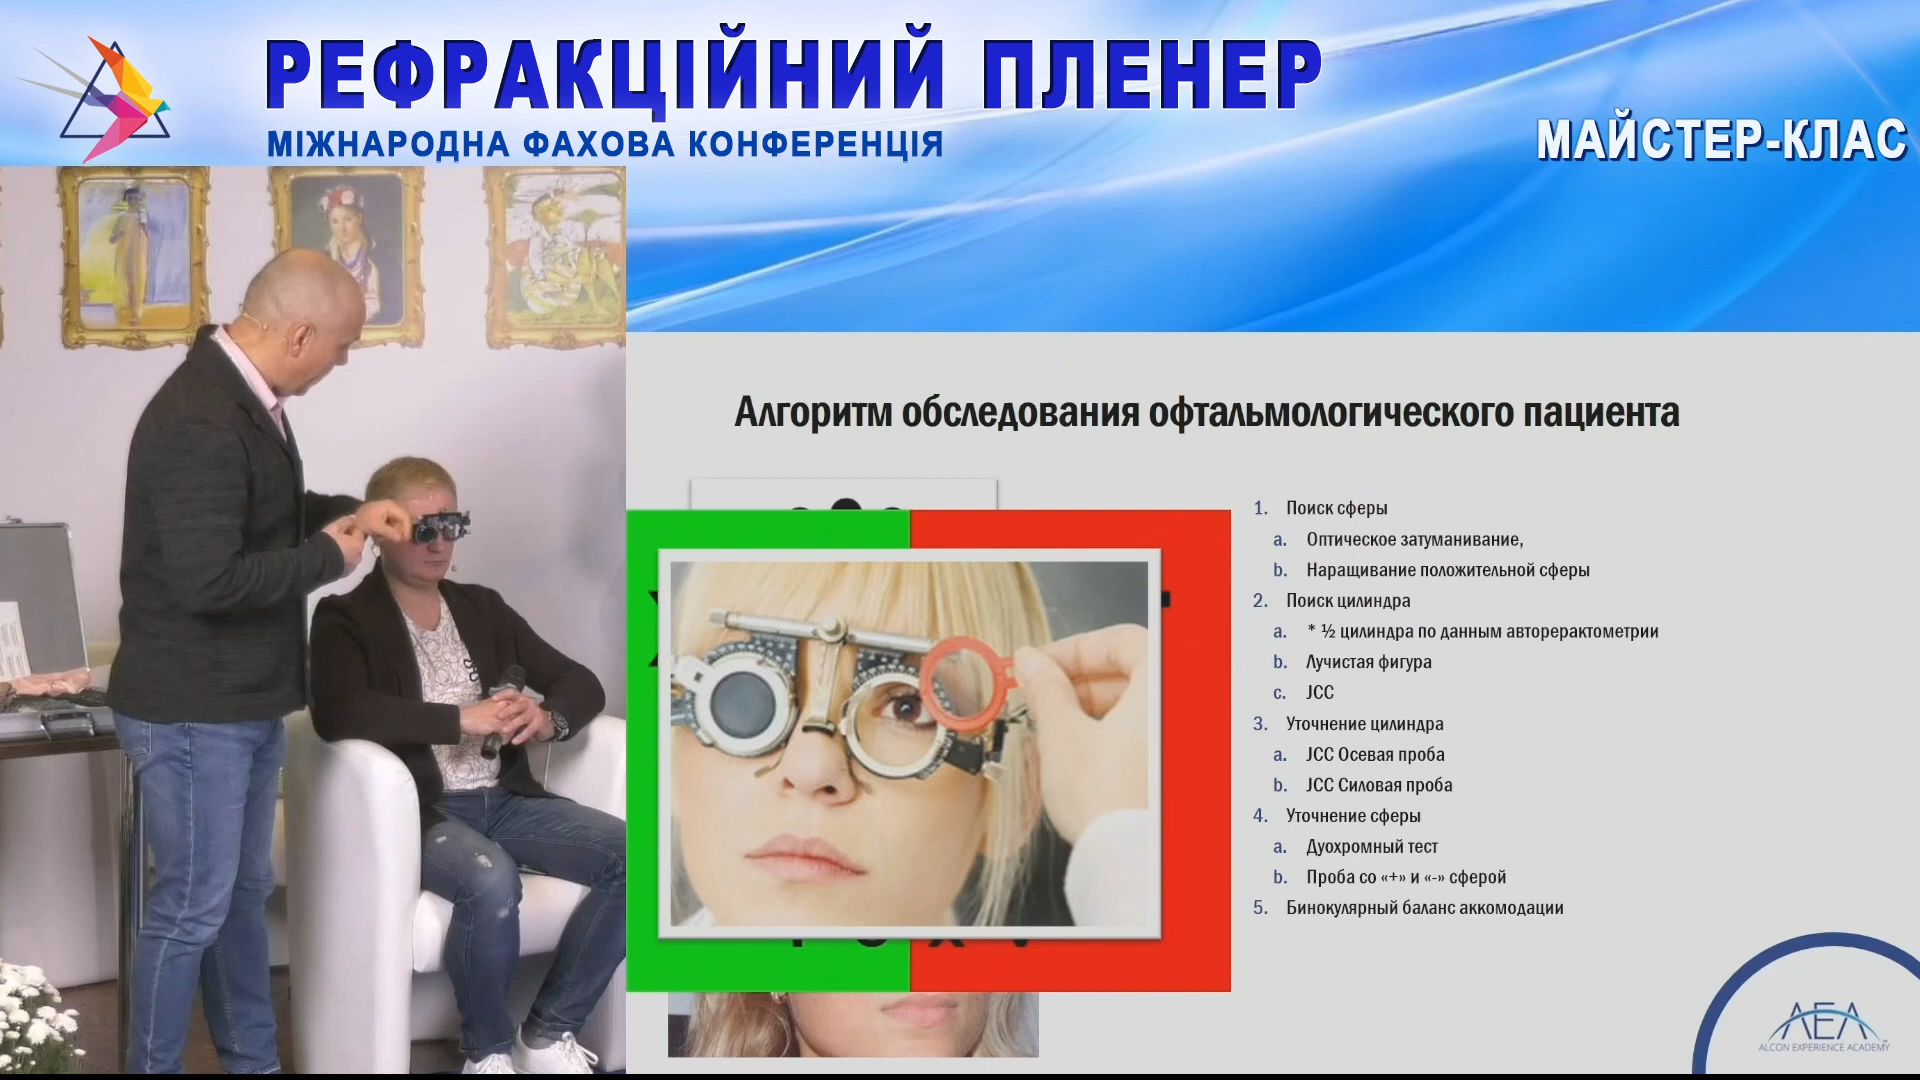 РЕФРАКЦІЙНИЙ ПЛЕНЕР
МІЖНАРОДНА ФАХОВА КОНФЕРЕНЦІЯ
МАЙСТЕР-КЛАС
Алгоритм обследования офтальмологического пациента
1. Поиск сферы
a. Оптическое затуманивание,
b. Наращивание положительной сферы
2. Поиск цилиндра
a. * ½ цилиндра по данным авторерактометрии
b. Лучистая фигура
c. JCC
3. Уточнение цилиндра
a. JCC Осевая проба
b. JCC Силовая проба
4. Уточнение сферы
a. Дуохромный тест
b. Проба со «+» и «-» сферой
5. Бинокулярный баланс аккомодации
AEA
ALCON EXPERIENCE ACADEMY